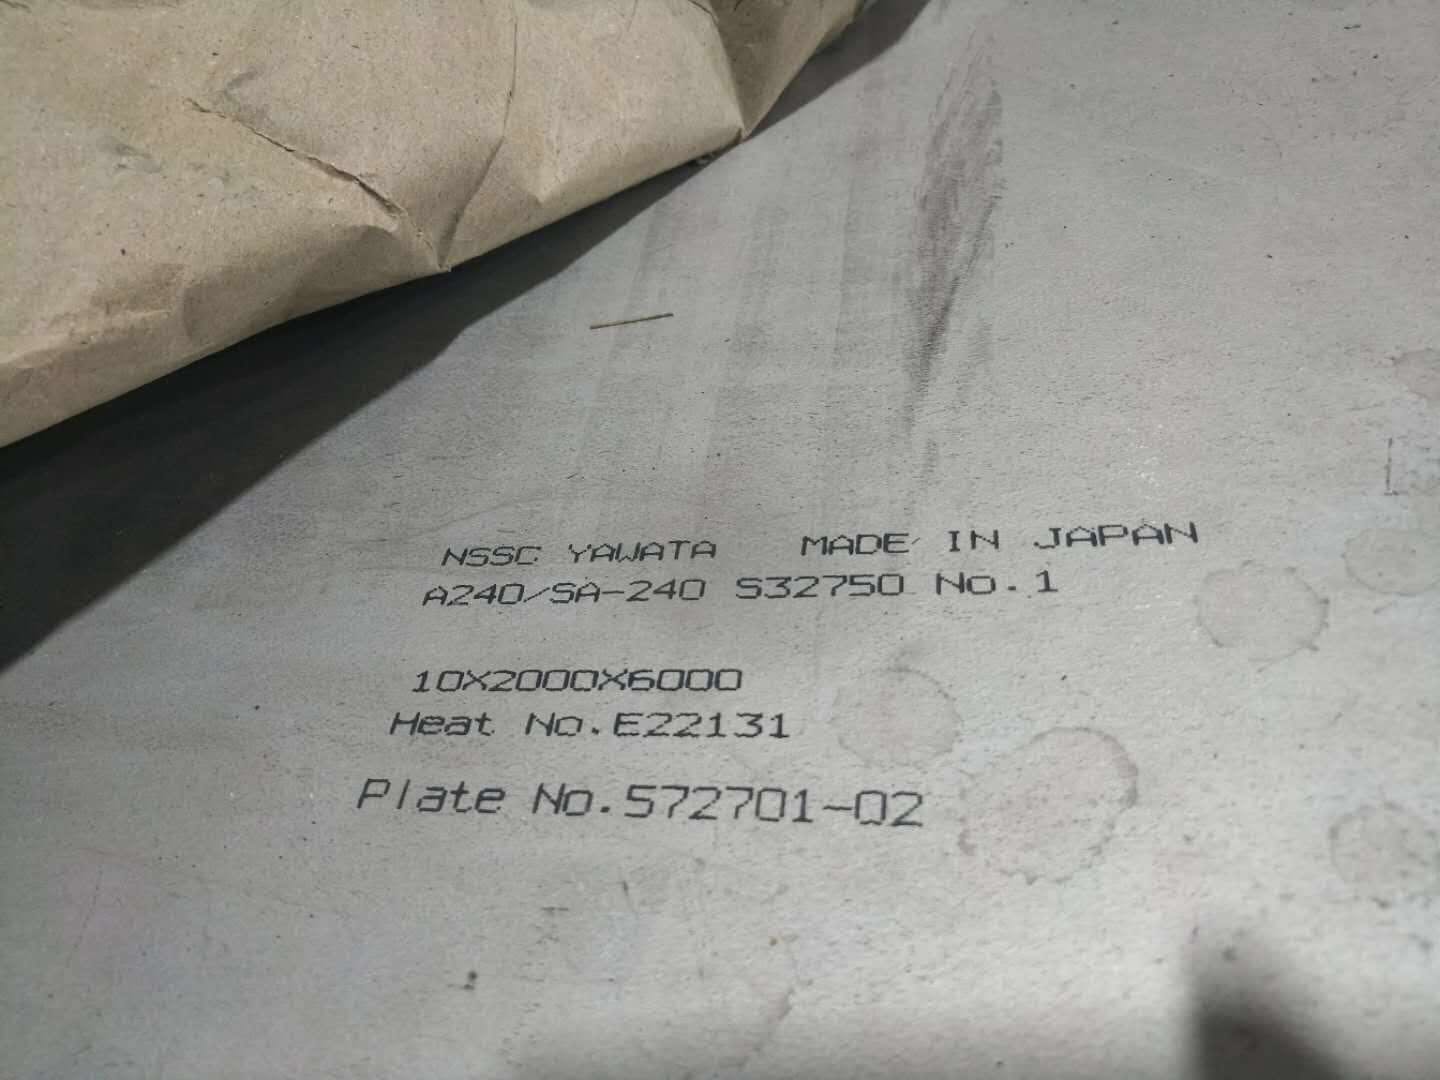 NSSC YAWATA MADE IN JAPAN
A240/SA-240 S32750 No.1
10X2000X6000
Heat No.E22131
Plate No.572701-02